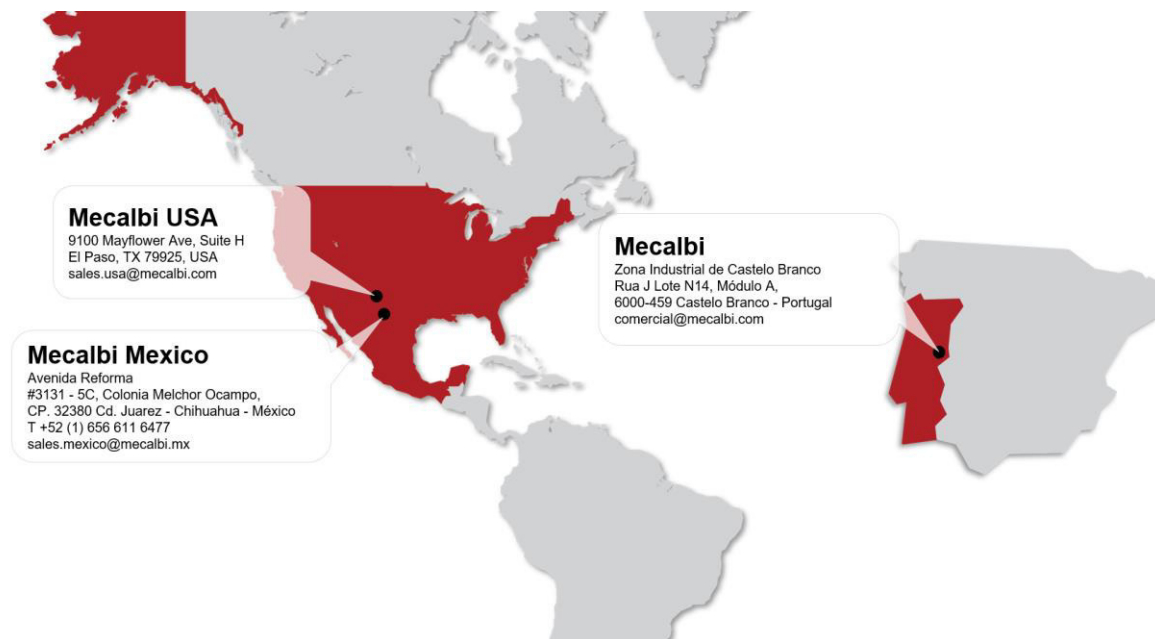 Mecalbi USA
9100 Mayflower Ave, Suite H
El Paso, TX 79925, USA
sales.usa@mecalbi.com
Mecalbi Mexico
Avenida Reforma
#3131 - 5C, Colonia Melchor Ocampo,
CP. 32380 Cd. Juarez - Chihuahua - México
T +52 (1) 656 611 6477
sales.mexico@mecalbi.mx
Mecalbi
Zona Industrial de Castelo Branco
Rua J Lote N14, Módulo A,
6000-459 Castelo Branco - Portugal
comercial@mecalbi.com